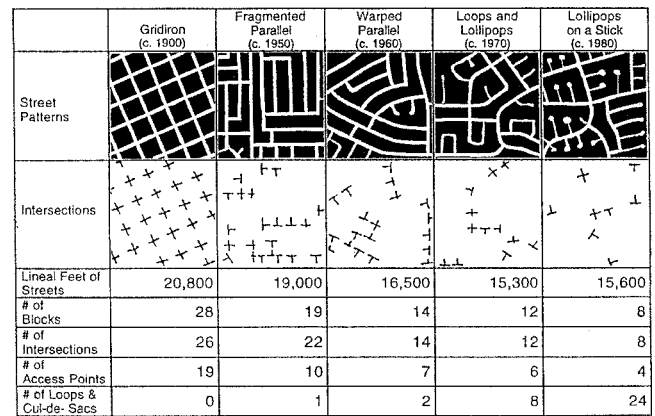 Gridiron
(c. 1900)
Fragmented
Parallel
(c. 1950)
Warped
Parallel
(c. 1960)
Loops and
Lollipops
(c. 1970)
Lollipops
on a Stick
(c. 1980)
Street
Patterns
Intersections
Lineal Feet of
Streets
20,800
19,000
16,500
15,300
15,600
# of
Blocks
28
19
14
12
8
# of
Intersections
26
22
14
12
8
# of
Access Points
19
10
7
6
4
# of Loops &
Cul-de- Sacs
0
1
2
8
24